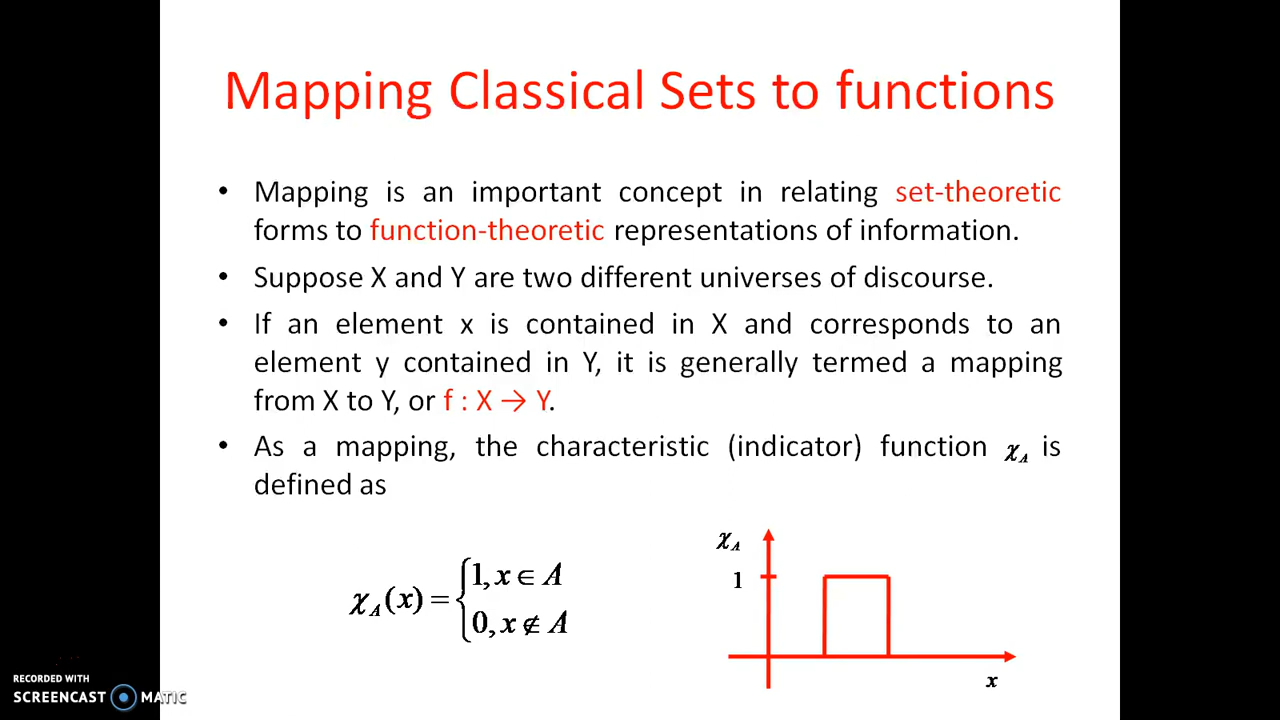 Mapping Classical Sets to functions
• Mapping is an important concept in relating set-theoretic
forms to function-theoretic representations of information.
• Suppose X and Y are two different universes of discourse.
• If an element x is contained in X and corresponds to an
element y contained in Y, it is generally termed a mapping
from X to Y, or f : X → Y.
• As a mapping, the characteristic (indicator) function χ_A is
defined as
χ_A(x) = {1, x ∈ A
0, x ∉ A
χ_A
1
x
RECORDED WITH
SCREENCAST MATIC